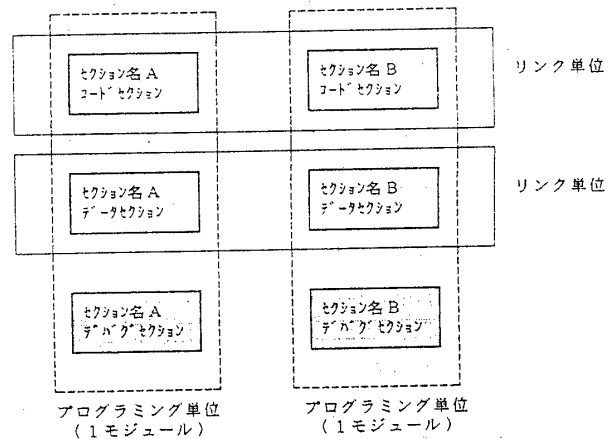 セクション名A
コードセクション
セクション名B
コードセクション
リンク単位
セクション名A
データセクション
セクション名B
データセクション
リンク単位
セクション名A
デバグセクション
セクション名B
デバグセクション
プログラミング単位
(1モジュール)
プログラミング単位
(1モジュール)